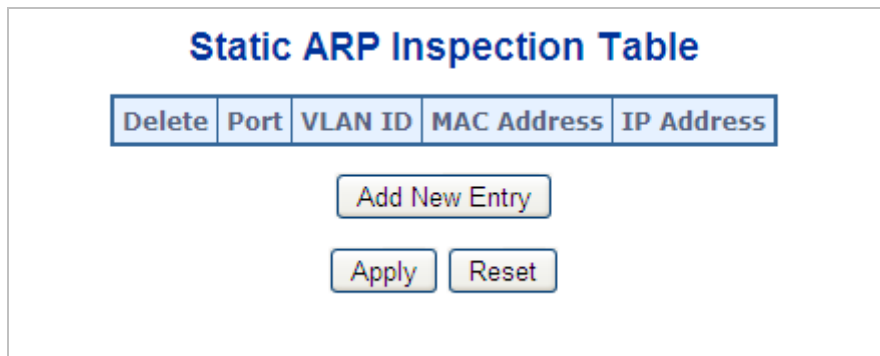 Static ARP Inspection Table
Delete Port VLAN ID MAC Address IP Address
Add New Entry
Apply Reset